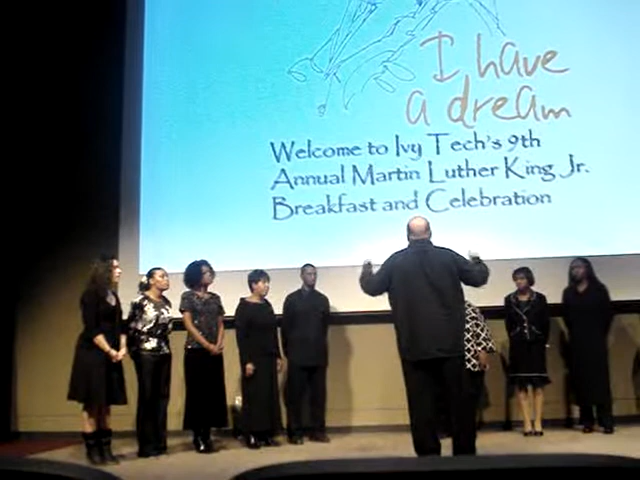 I have
a dream
Welcome to Ivy Tech's 9th
Annual Martin Luther King Jr.
Breakfast and Celebration